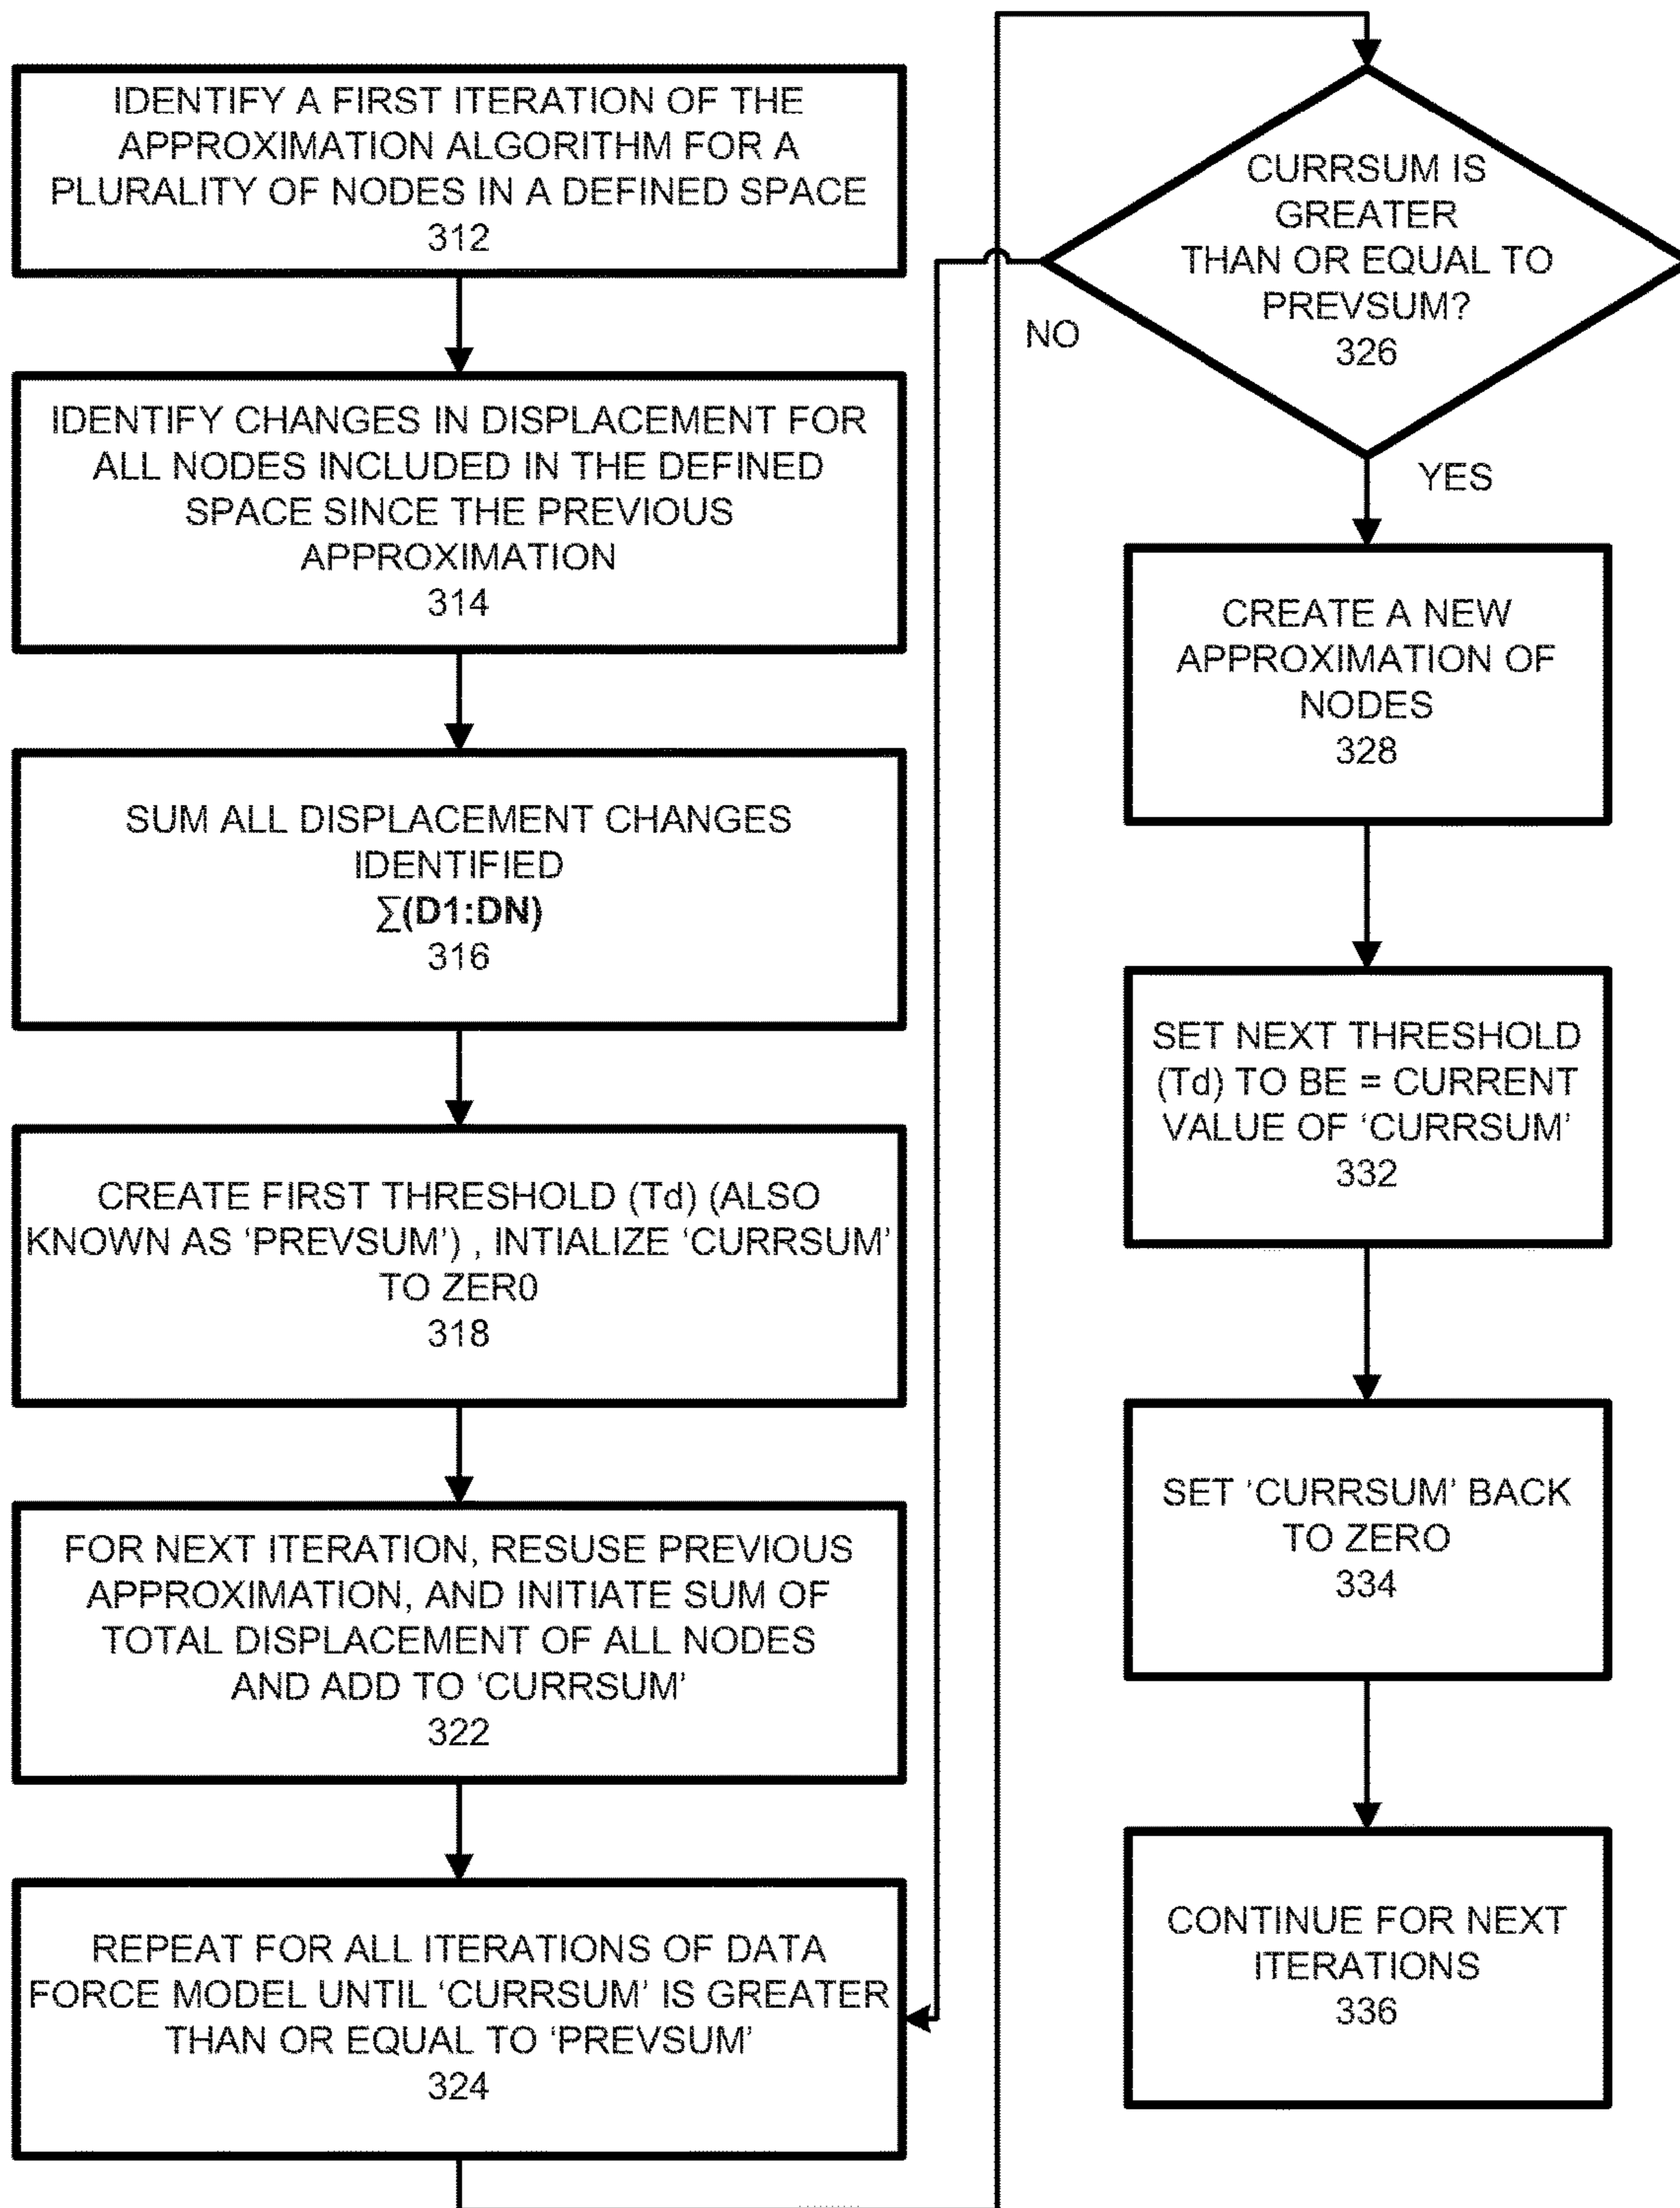 IDENTIFY A FIRST ITERATION OF THE
APPROXIMATION ALGORITHM FOR A
PLURALITY OF NODES IN A DEFINED SPACE
312
IDENTIFY CHANGES IN DISPLACEMENT FOR
ALL NODES INCLUDED IN THE DEFINED
SPACE SINCE THE PREVIOUS
APPROXIMATION
314
SUM ALL DISPLACEMENT CHANGES
IDENTIFIED
∑(D1:DN)
316
CREATE FIRST THRESHOLD (Td) (ALSO
KNOWN AS ‘PREVSUM’) , INTIALIZE ‘CURRSUM’
TO ZER0
318
FOR NEXT ITERATION, RESUSE PREVIOUS
APPROXIMATION, AND INITIATE SUM OF
TOTAL DISPLACEMENT OF ALL NODES
AND ADD TO ‘CURRSUM’
322
REPEAT FOR ALL ITERATIONS OF DATA
FORCE MODEL UNTIL ‘CURRSUM’ IS GREATER
THAN OR EQUAL TO ‘PREVSUM’
324
CURRSUM IS
GREATER
THAN OR EQUAL TO
PREVSUM?
326
NO
YES
CREATE A NEW
APPROXIMATION OF
NODES
328
SET NEXT THRESHOLD
(Td) TO BE = CURRENT
VALUE OF ‘CURRSUM’
332
SET ‘CURRSUM’ BACK
TO ZERO
334
CONTINUE FOR NEXT
ITERATIONS
336